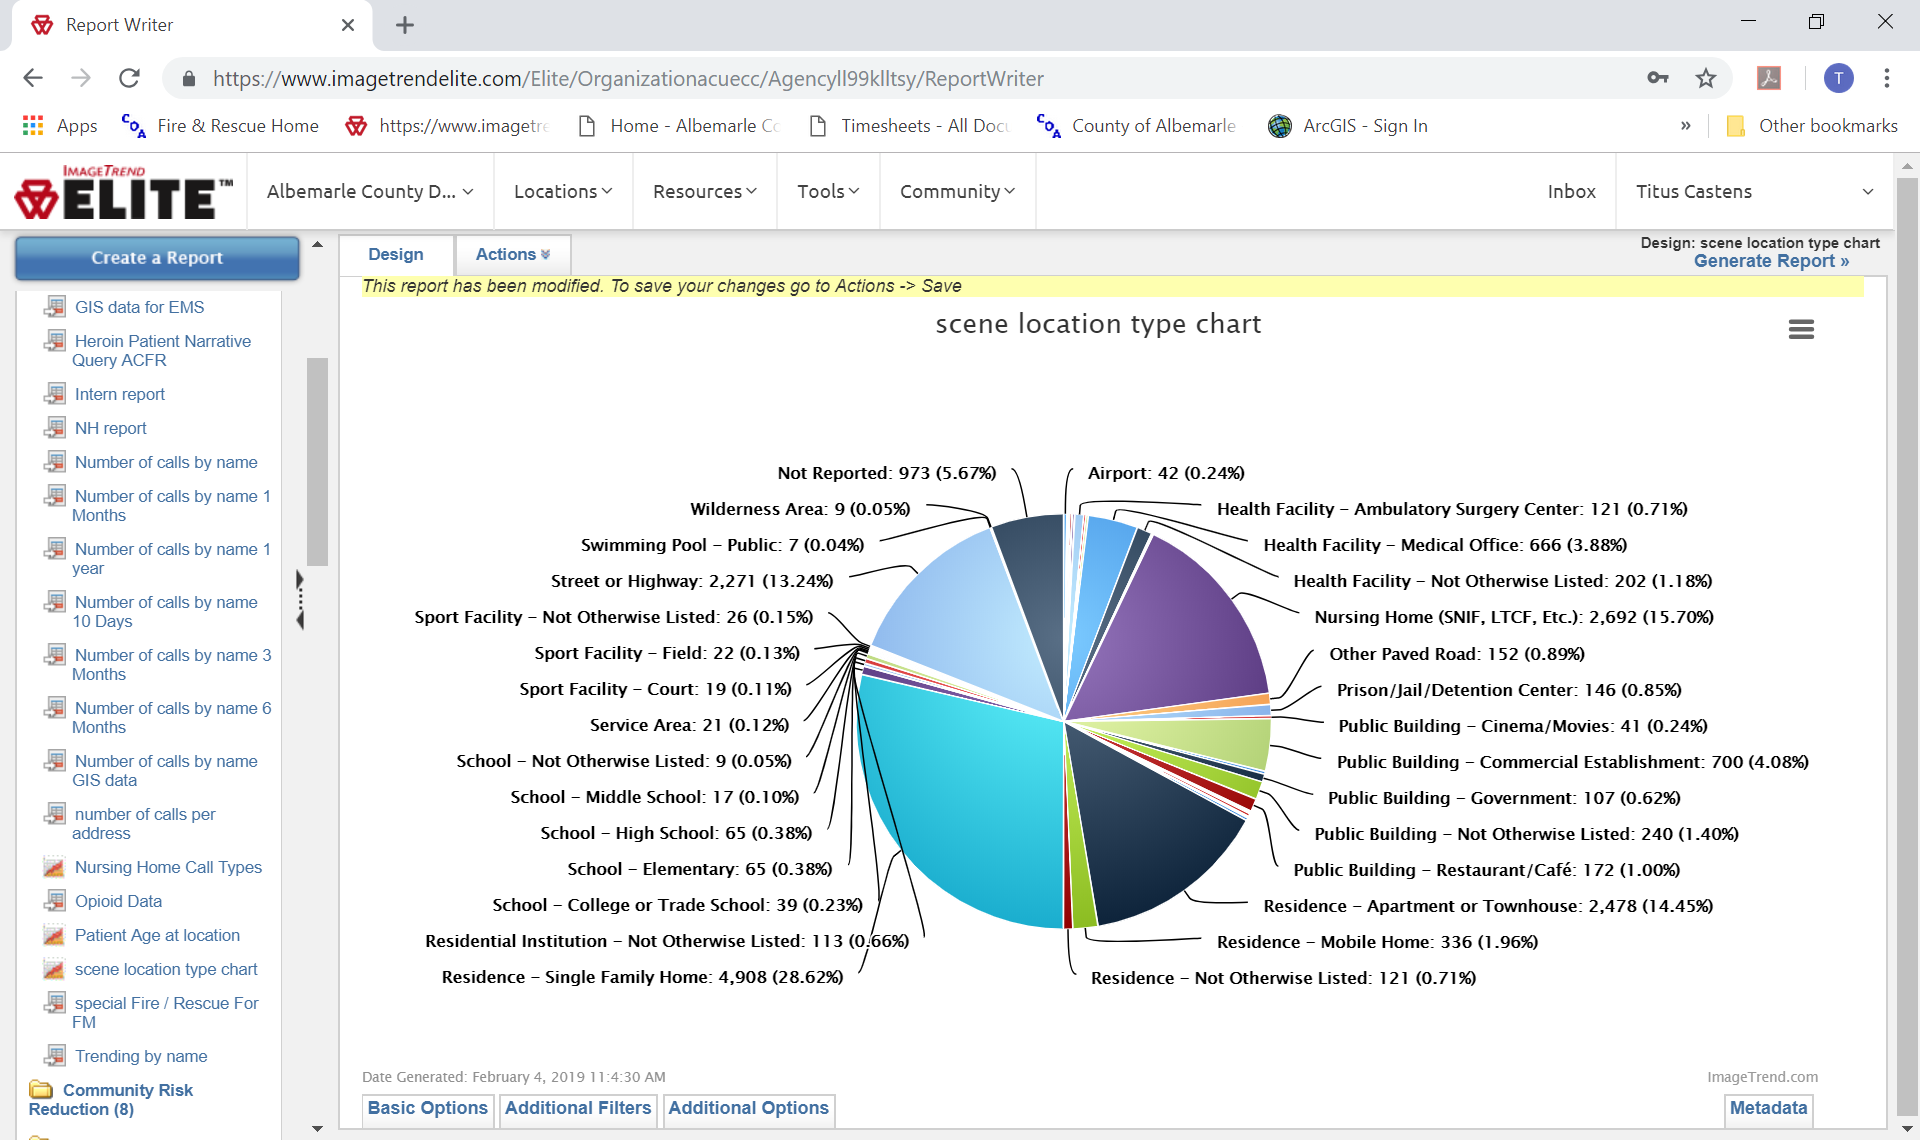 Report Writer
https://www.imagetrendelite.com/Elite/Organizationacuecc/Agencyll99klltsy/ReportWriter
T
Apps
COA Fire & Rescue Home
https://www.imagetre
Home - Albemarle Co
Timesheets - All Docu
COA County of Albemarle
ArcGIS - Sign In
»
Other bookmarks
IMAGETREND
ELITE™
Albemarle County D...
Locations
Resources
Tools
Community
Inbox
Titus Castens
Create a Report
GIS data for EMS
Heroin Patient Narrative
Query ACFR
Intern report
NH report
Number of calls by name
Number of calls by name 1
Months
Number of calls by name 1
year
Number of calls by name
10 Days
Number of calls by name 3
Months
Number of calls by name 6
Months
Number of calls by name
GIS data
number of calls per
address
Nursing Home Call Types
Opioid Data
Patient Age at location
scene location type chart
special Fire / Rescue For
FM
Trending by name
Community Risk
Reduction (8)
Design
Actions
Design: scene location type chart
Generate Report »
This report has been modified. To save your changes go to Actions -> Save
scene location type chart
Not Reported: 973 (5.67%)
Wilderness Area: 9 (0.05%)
Swimming Pool – Public: 7 (0.04%)
Street or Highway: 2,271 (13.24%)
Sport Facility – Not Otherwise Listed: 26 (0.15%)
Sport Facility – Field: 22 (0.13%)
Sport Facility – Court: 19 (0.11%)
Service Area: 21 (0.12%)
School – Not Otherwise Listed: 9 (0.05%)
School – Middle School: 17 (0.10%)
School – High School: 65 (0.38%)
School – Elementary: 65 (0.38%)
School – College or Trade School: 39 (0.23%)
Residential Institution – Not Otherwise Listed: 113 (0.66%)
Residence – Single Family Home: 4,908 (28.62%)
Airport: 42 (0.24%)
Health Facility – Ambulatory Surgery Center: 121 (0.71%)
Health Facility – Medical Office: 666 (3.88%)
Health Facility – Not Otherwise Listed: 202 (1.18%)
Nursing Home (SNIF, LTCF, Etc.): 2,692 (15.70%)
Other Paved Road: 152 (0.89%)
Prison/Jail/Detention Center: 146 (0.85%)
Public Building – Cinema/Movies: 41 (0.24%)
Public Building – Commercial Establishment: 700 (4.08%)
Public Building – Government: 107 (0.62%)
Public Building – Not Otherwise Listed: 240 (1.40%)
Public Building – Restaurant/Café: 172 (1.00%)
Residence – Apartment or Townhouse: 2,478 (14.45%)
Residence – Mobile Home: 336 (1.96%)
Residence – Not Otherwise Listed: 121 (0.71%)
Date Generated: February 4, 2019 11:4:30 AM
ImageTrend.com
Basic Options
Additional Filters
Additional Options
Metadata